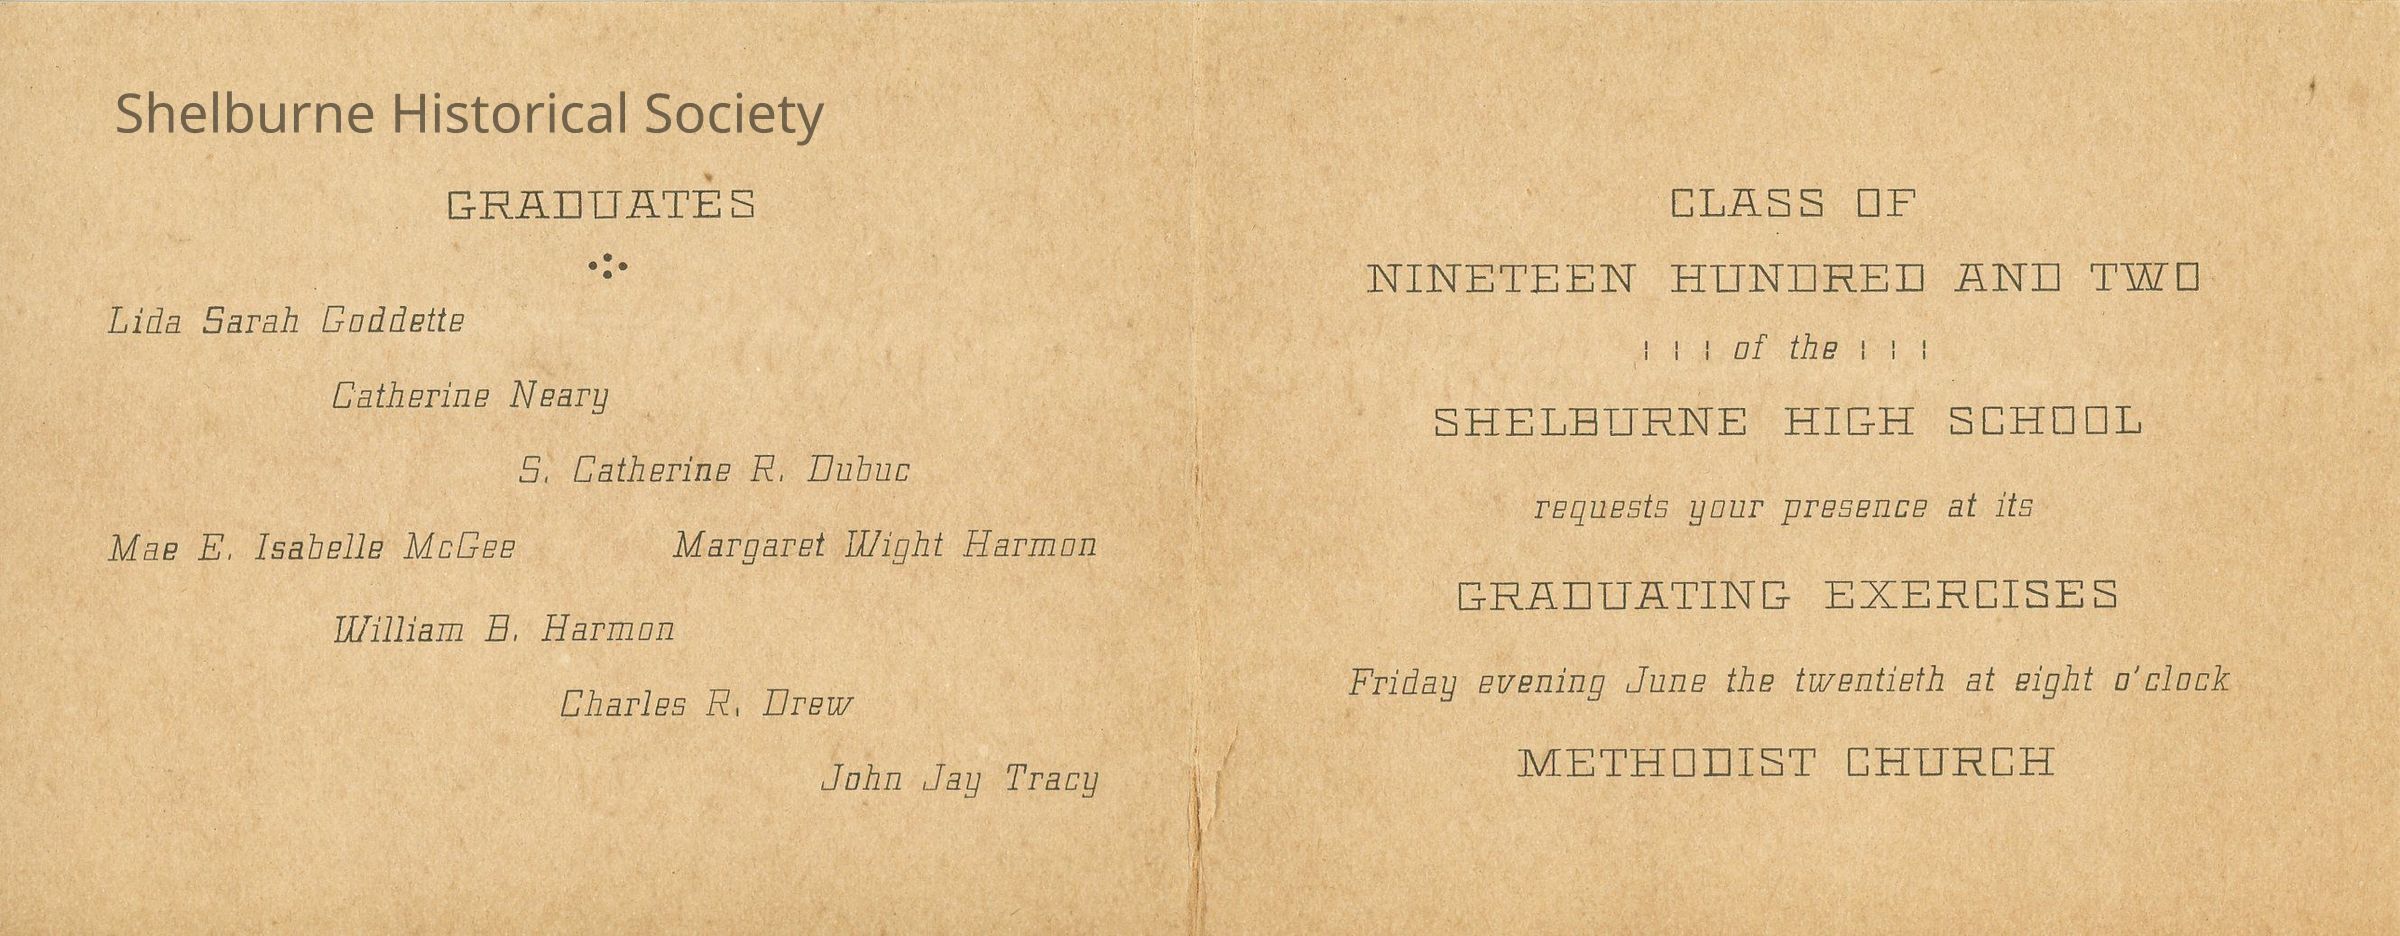 Shelburne Historical Society
GRADUATES
Lida Sarah Goddette
Catherine Neary
S. Catherine R. Dubuc
Mae E. Isabelle McGee Margaret Wight Harmon
William B. Harmon
Charles R. Drew
John Jay Tracy
CLASS OF
NINETEEN HUNDRED AND TWO
¦ ¦ ¦ of the ¦ ¦ ¦
SHELBURNE HIGH SCHOOL
requests your presence at its
GRADUATING EXERCISES
Friday evening June the twentieth at eight o'clock
METHODIST CHURCH